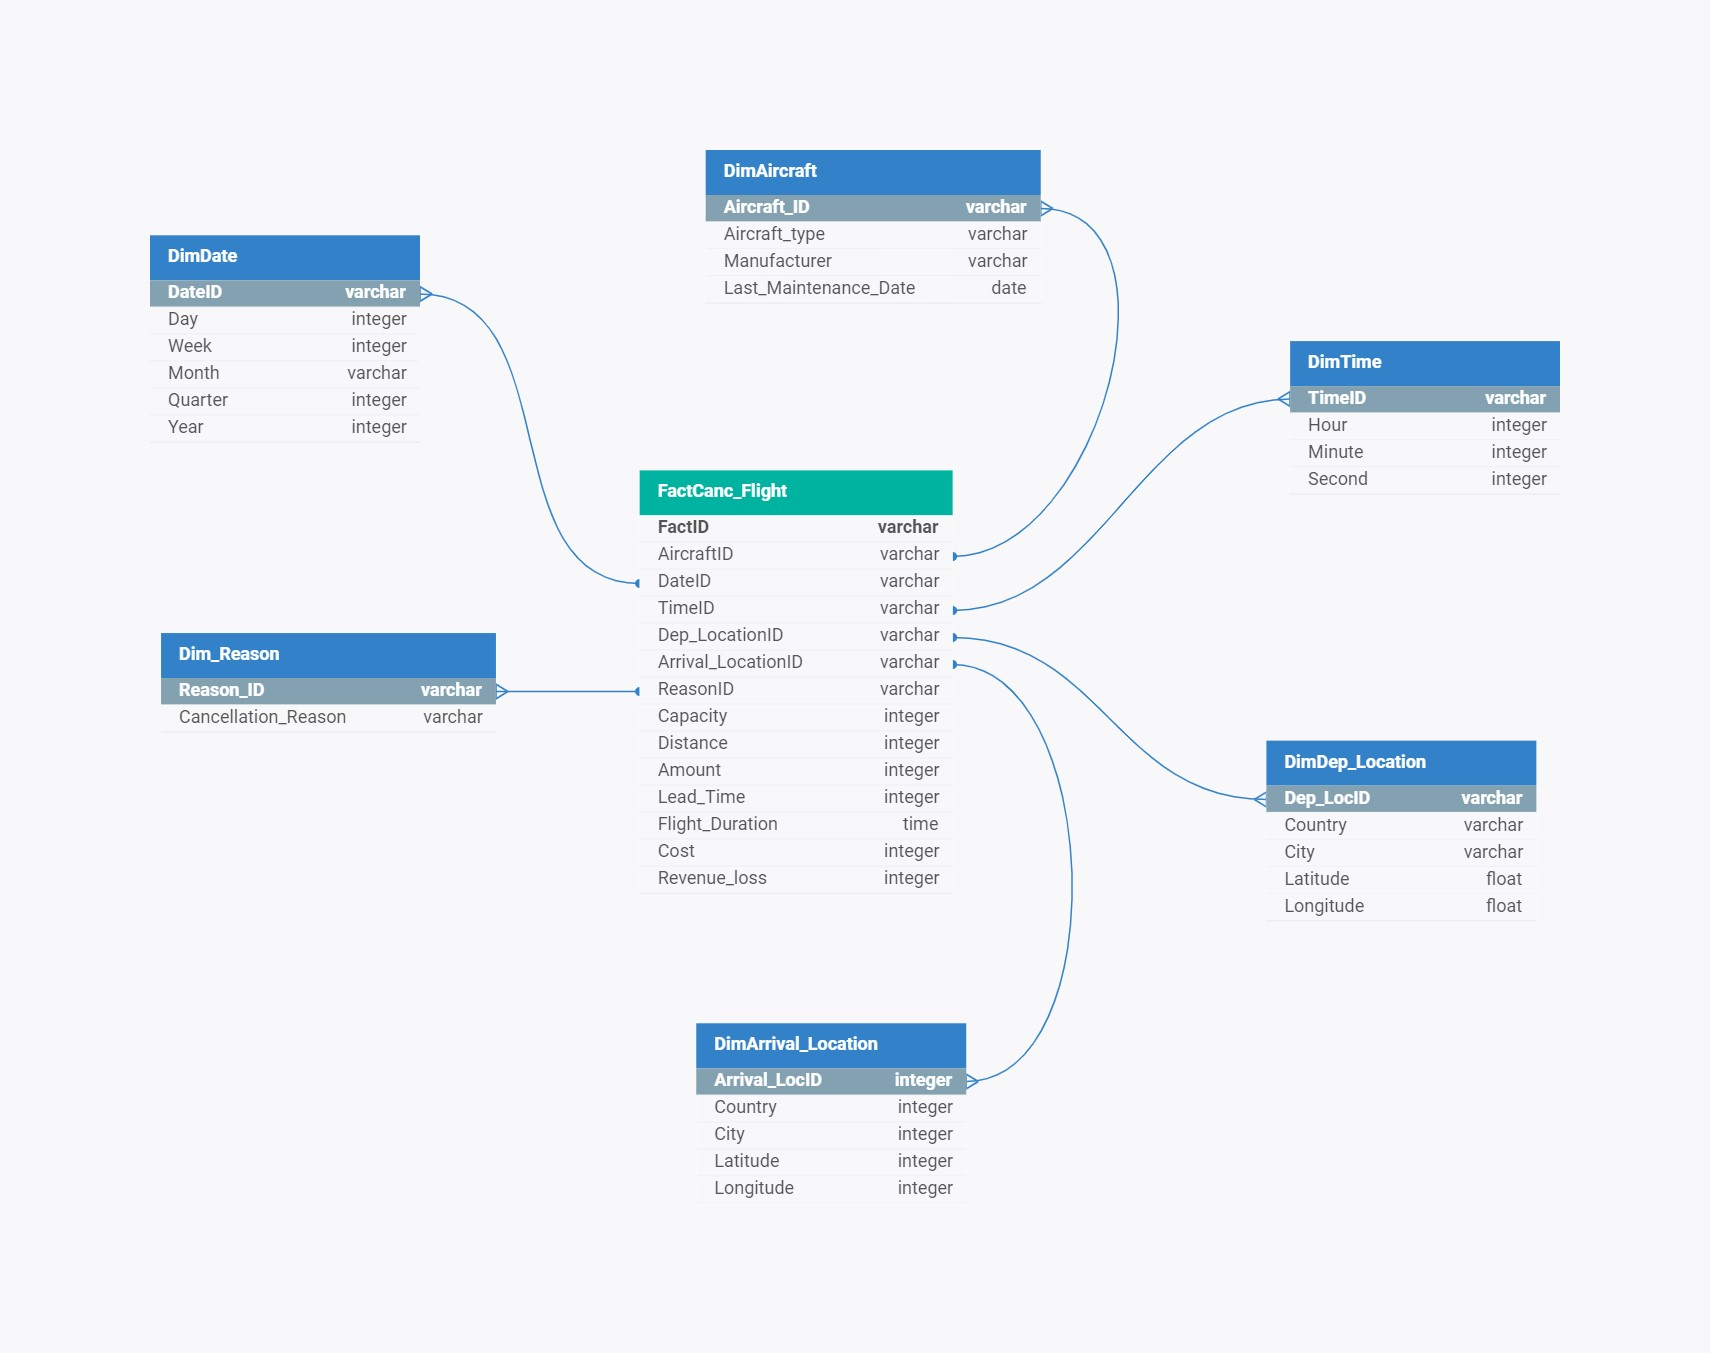 DimAircraft
Aircraft_ID varchar
Aircraft_type varchar
Manufacturer varchar
Last_Maintenance_Date date
DimDate
DateID varchar
Day integer
Week integer
Month varchar
Quarter integer
Year integer
DimTime
TimeID varchar
Hour integer
Minute integer
Second integer
FactCanc_Flight
FactID varchar
AircraftID varchar
DateID varchar
TimeID varchar
Dep_LocationID varchar
Arrival_LocationID varchar
ReasonID varchar
Capacity integer
Distance integer
Amount integer
Lead_Time integer
Flight_Duration time
Cost integer
Revenue_loss integer
Dim_Reason
Reason_ID varchar
Cancellation_Reason varchar
DimDep_Location
Dep_LocID varchar
Country varchar
City varchar
Latitude float
Longitude float
DimArrival_Location
Arrival_LocID integer
Country integer
City integer
Latitude integer
Longitude integer